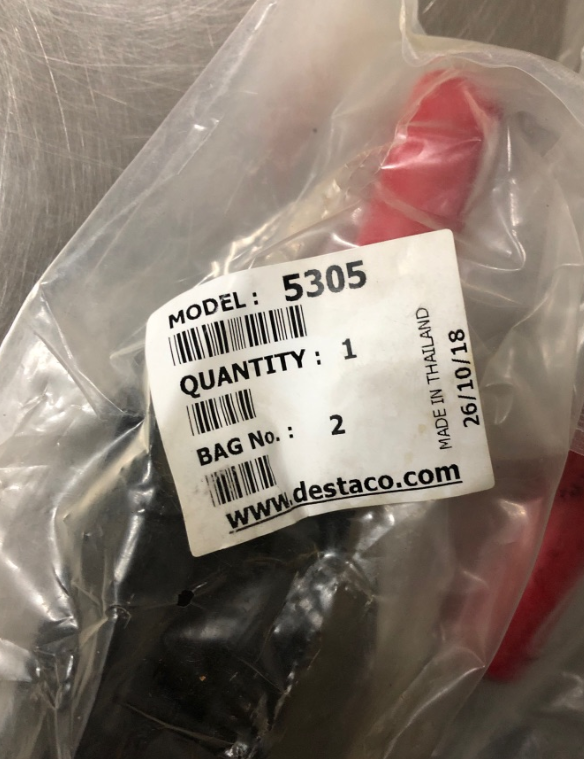 MODEL : 5305
QUANTITY : 1
BAG No. : 2
www.destaco.com
MADE IN THAILAND
26/10/18